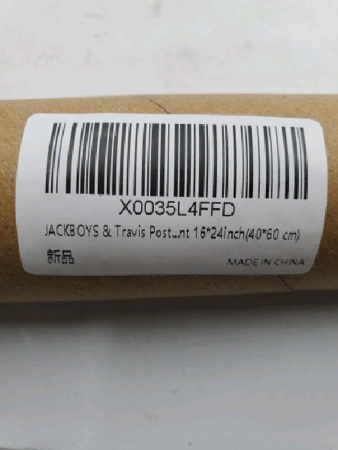 X0035L4FFD
JACKBOYS & Travis Post...nt 16*24inch(40*60 cm)
新品
MADE IN CHINA